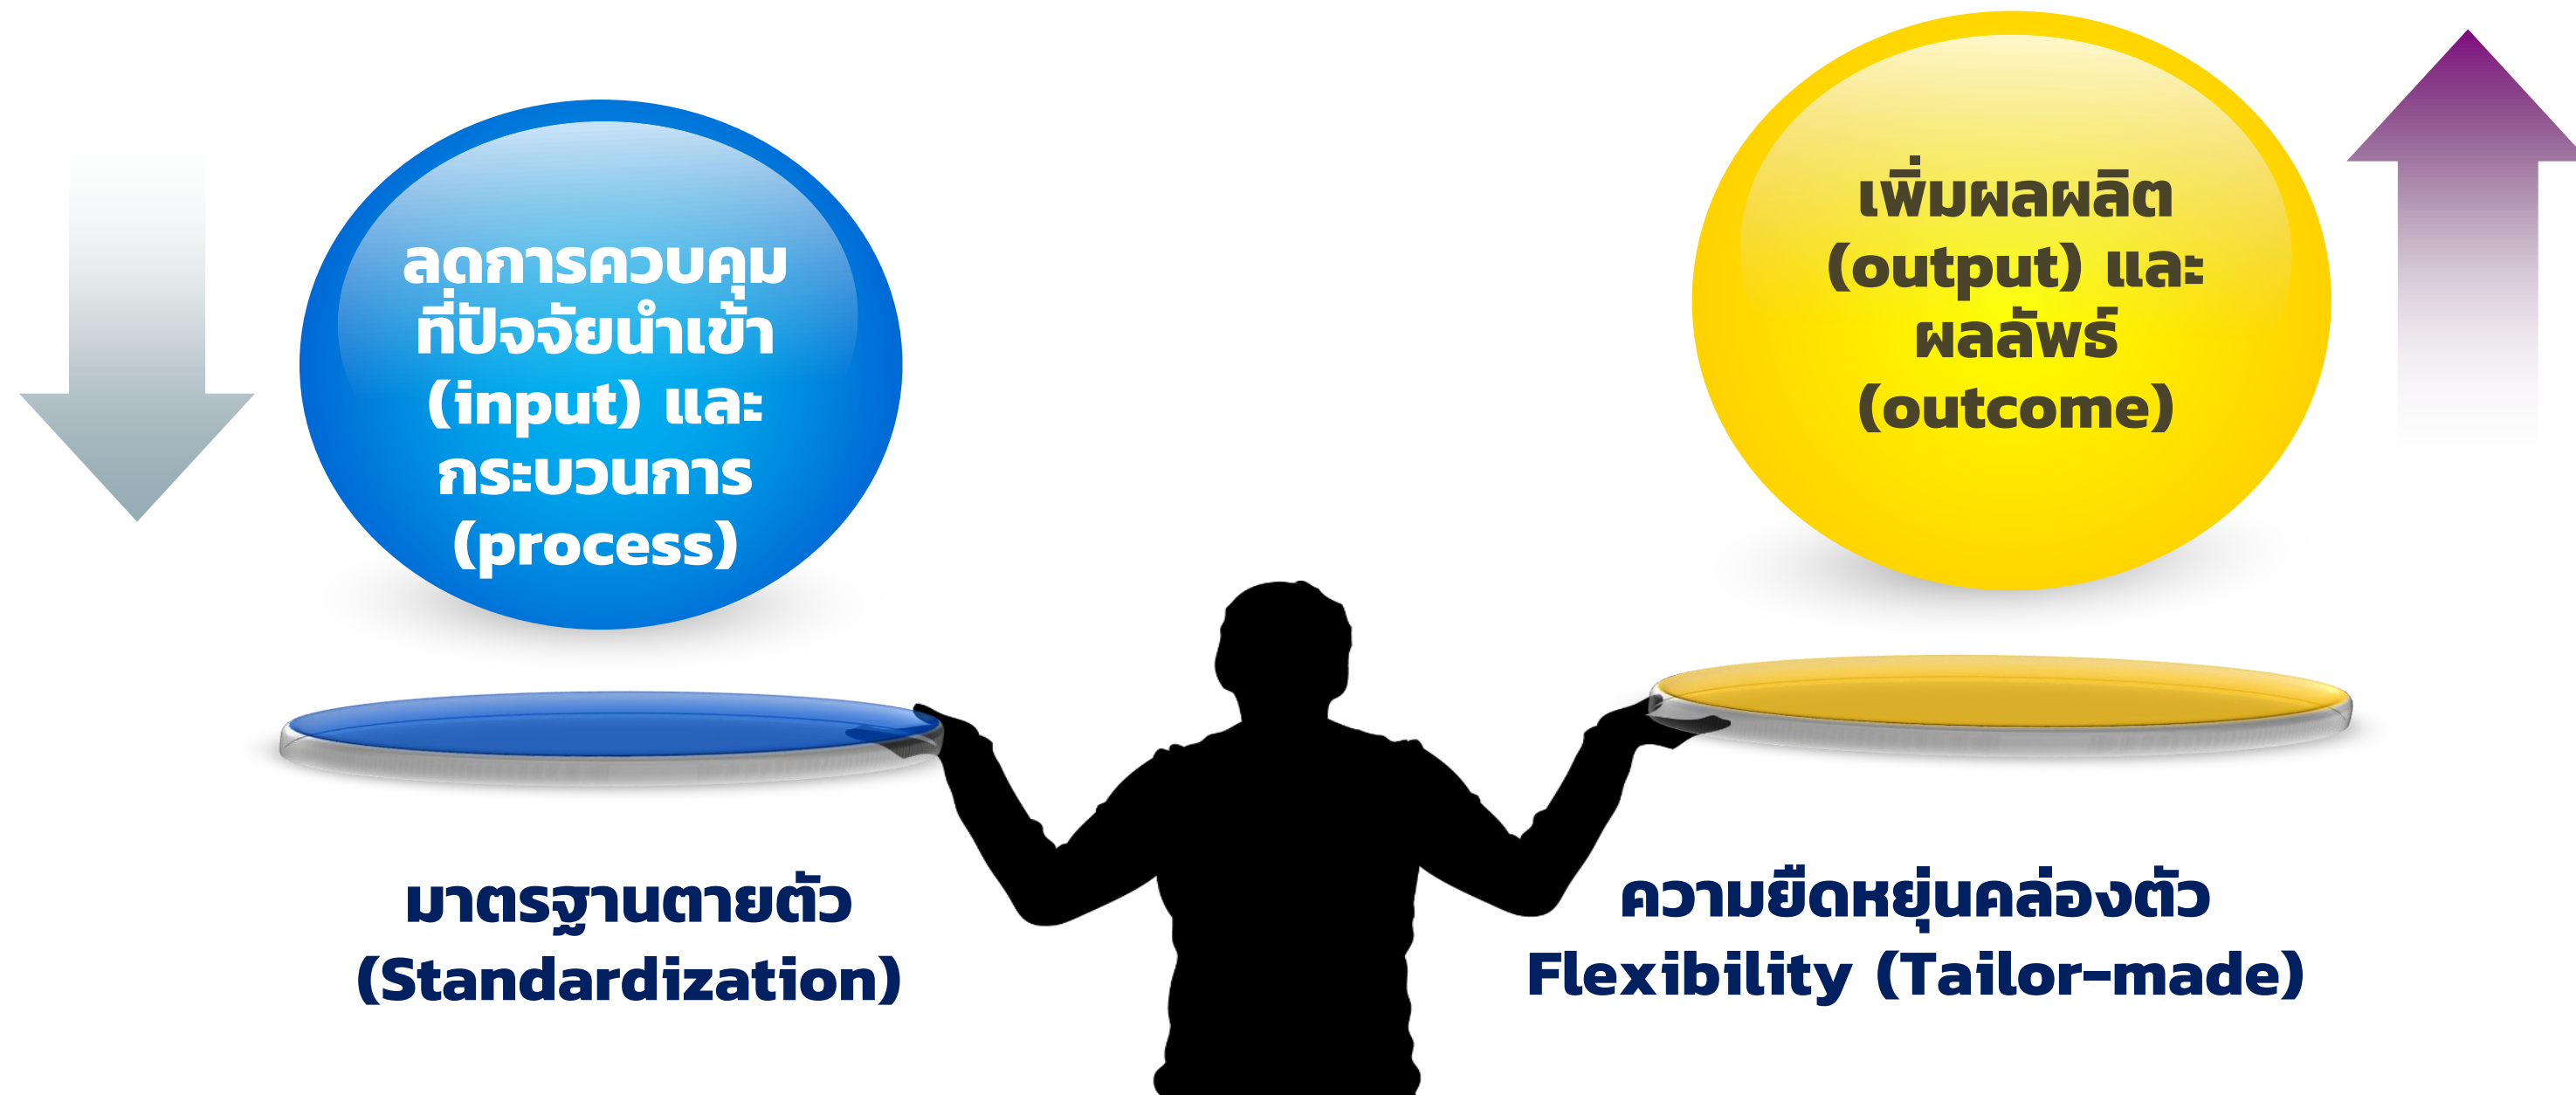 ลดการควบคุม
ที่ปัจจัยนำเข้า
(input) และ
กระบวนการ
(process)
เพิ่มผลผลิต
(output) และ
ผลลัพธ์
(outcome)
มาตรฐานตายตัว
(Standardization)
ความยืดหยุ่นคล่องตัว
Flexibility (Tailor-made)